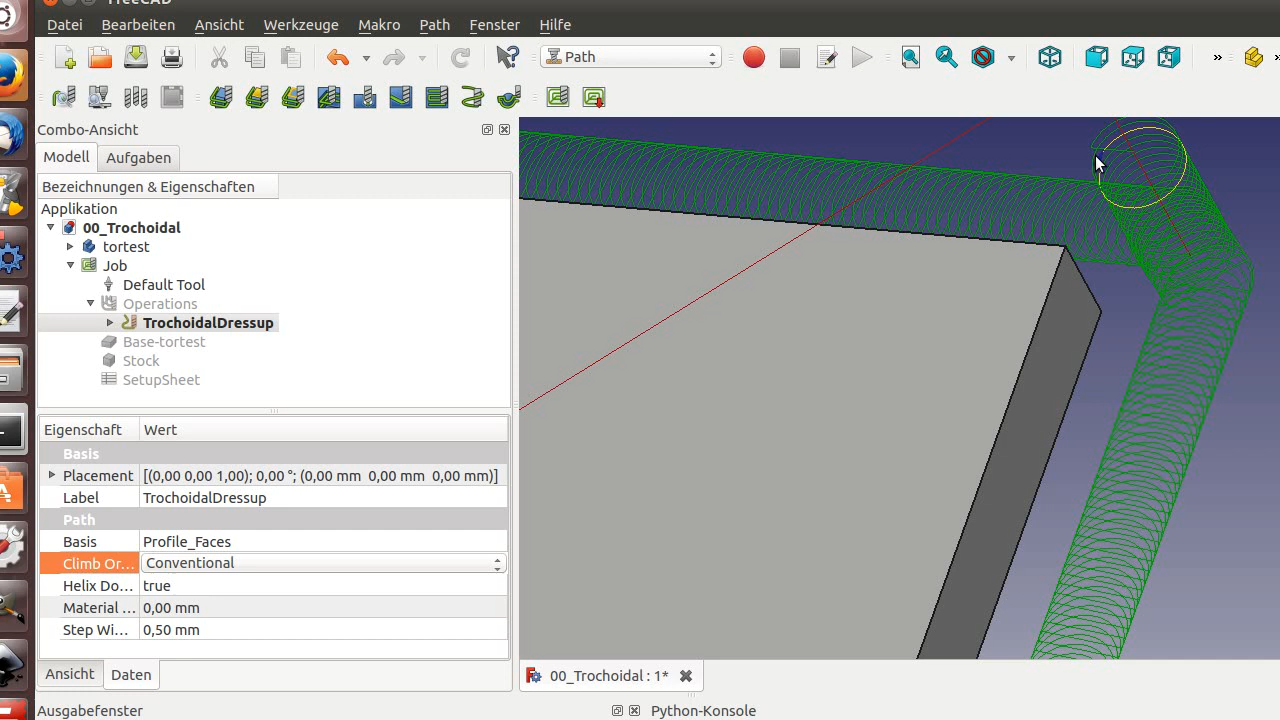 FreeCAD
Datei Bearbeiten Ansicht Werkzeuge Makro Path Fenster Hilfe
Path
»
Combo-Ansicht
Modell Aufgaben
Bezeichnungen & Eigenschaften
Applikation
00_Trochoidal
tortest
Job
Default Tool
Operations
TrochoidalDressup
Base-tortest
Stock
SetupSheet
Eigenschaft Wert
Basis
Placement [(0,00 0,00 1,00); 0,00 °; (0,00 mm 0,00 mm 0,00 mm)]
Label TrochoidalDressup
Path
Basis Profile_Faces
Climb Or... Conventional
Helix Do... true
Material ... 0,00 mm
Step Wi... 0,50 mm
Ansicht Daten
00_Trochoidal : 1*
Ausgabefenster Python-Konsole